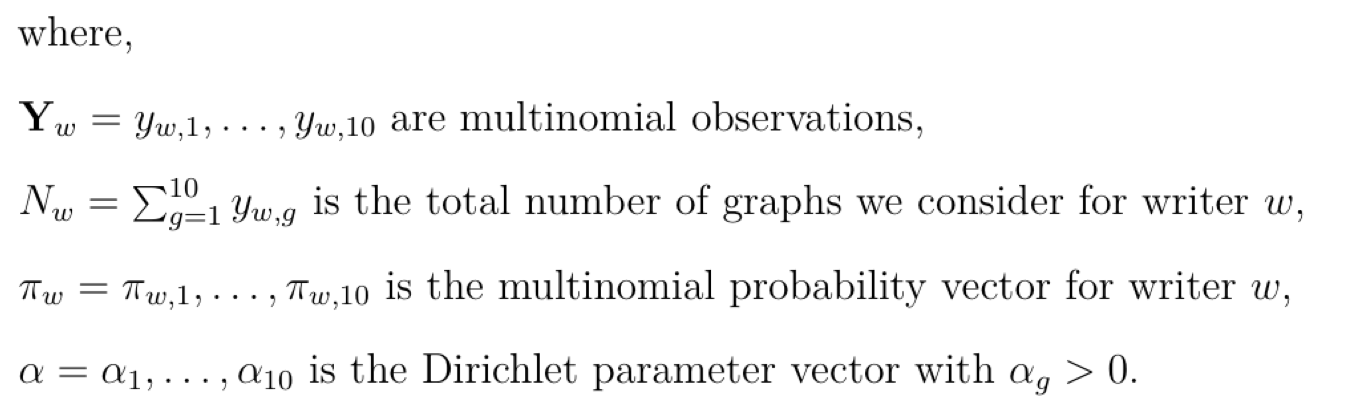 where,
$\mathbf{Y}_w = y_{w,1}, \ldots, y_{w,10}$ are multinomial observations,
$N_w = \sum_{g=1}^{10} y_{w,g}$ is the total number of graphs we consider for writer $w$,
$\pi_w = \pi_{w,1}, \ldots, \pi_{w,10}$ is the multinomial probability vector for writer $w$,
$\alpha = \alpha_1, \ldots, \alpha_{10}$ is the Dirichlet parameter vector with $\alpha_g > 0$.